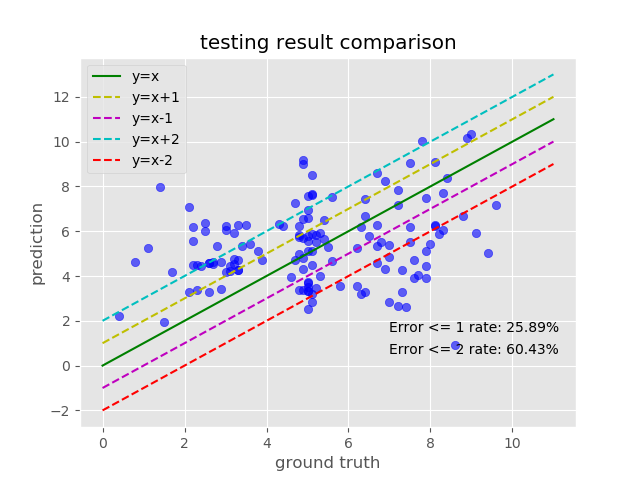 testing result comparison
y=x
y=x+1
y=x-1
y=x+2
y=x-2
12
10
8
6
4
2
0
−2
prediction
Error <= 1 rate: 25.89%
Error <= 2 rate: 60.43%
0 2 4 6 8 10
ground truth